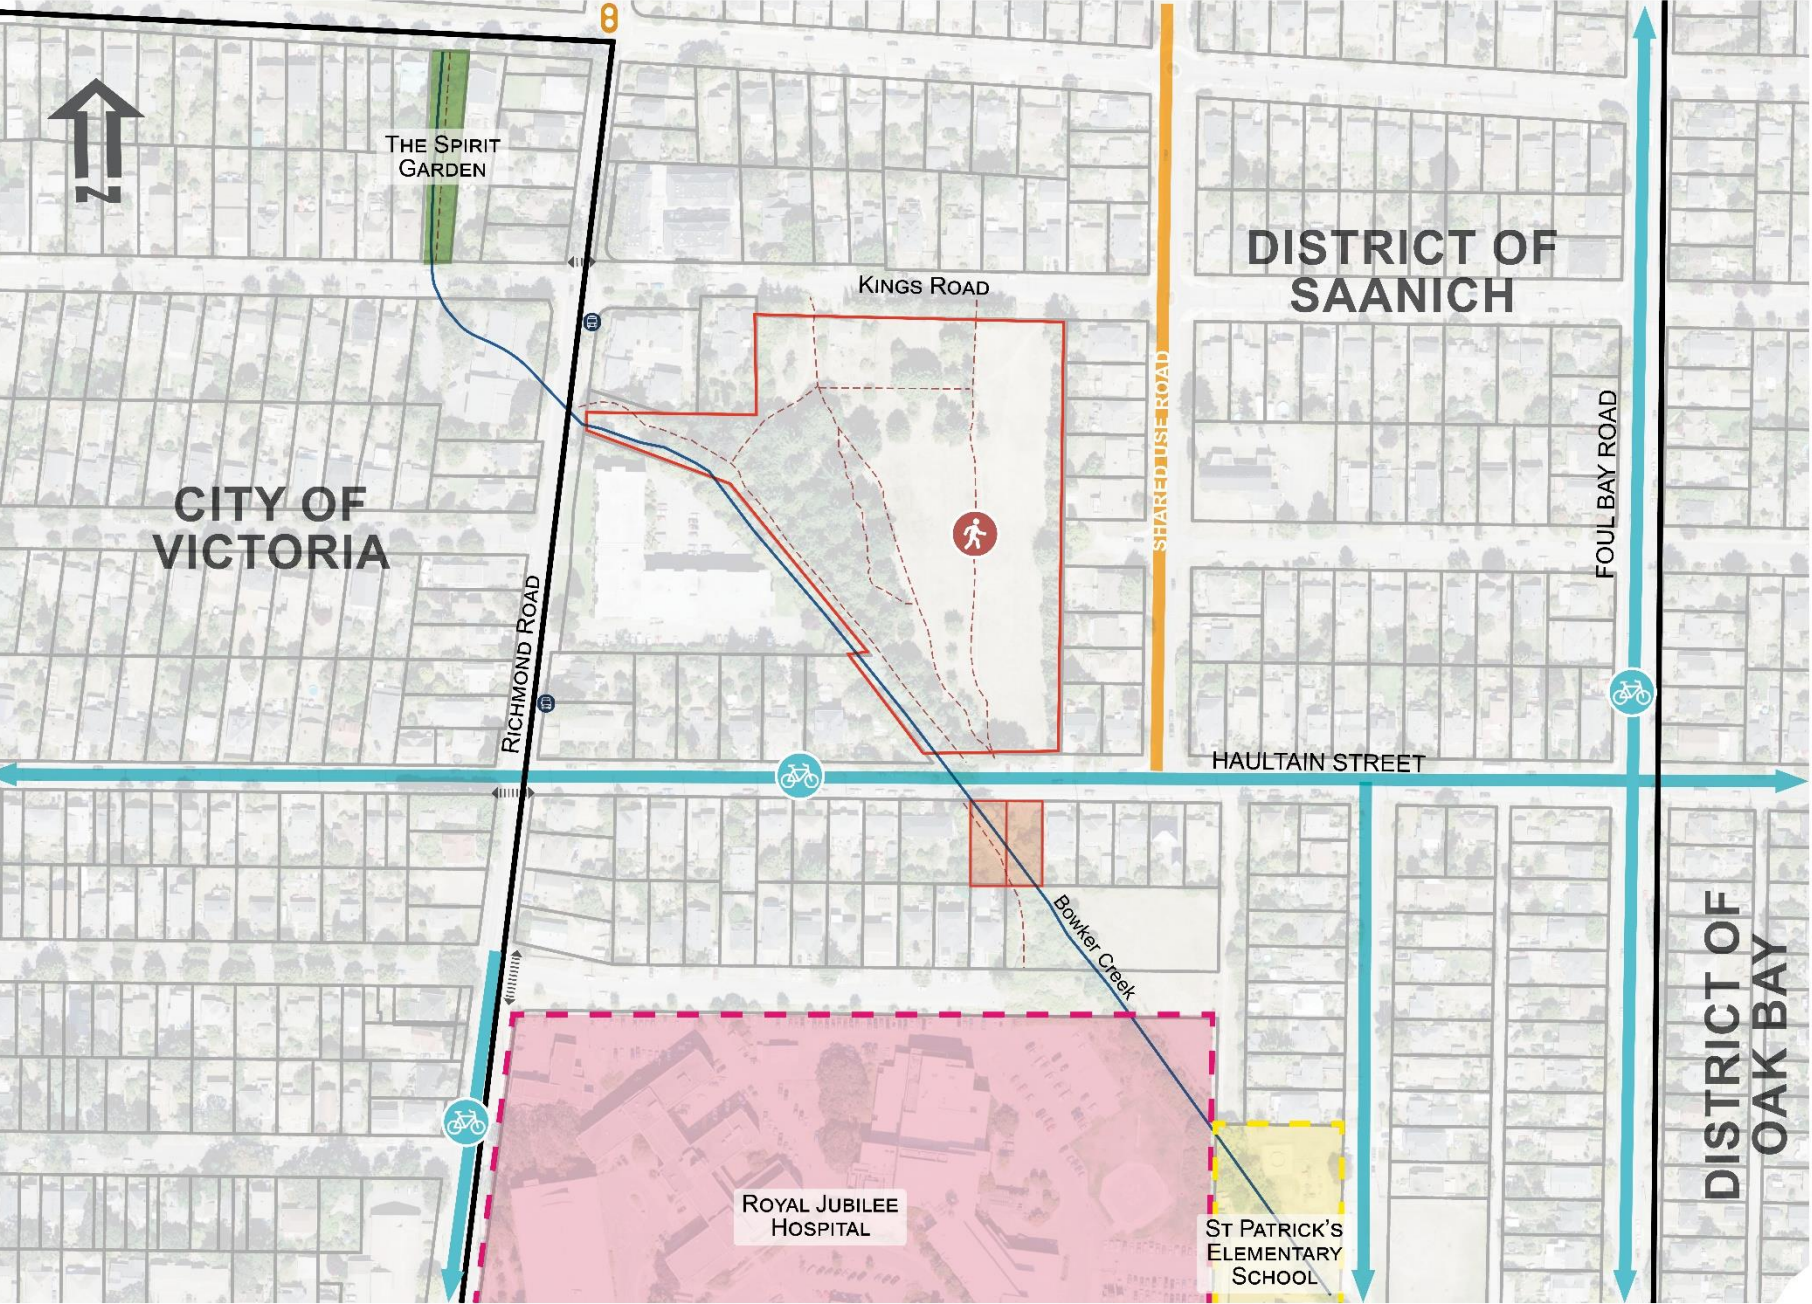 N
THE SPIRIT
GARDEN
KINGS ROAD
DISTRICT OF
SAANICH
SHARED USE ROAD
FOUL BAY ROAD
CITY OF
VICTORIA
RICHMOND ROAD
HAULTAIN STREET
Bowker Creek
DISTRICT OF
OAK BAY
ROYAL JUBILEE
HOSPITAL
ST PATRICK'S
ELEMENTARY
SCHOOL